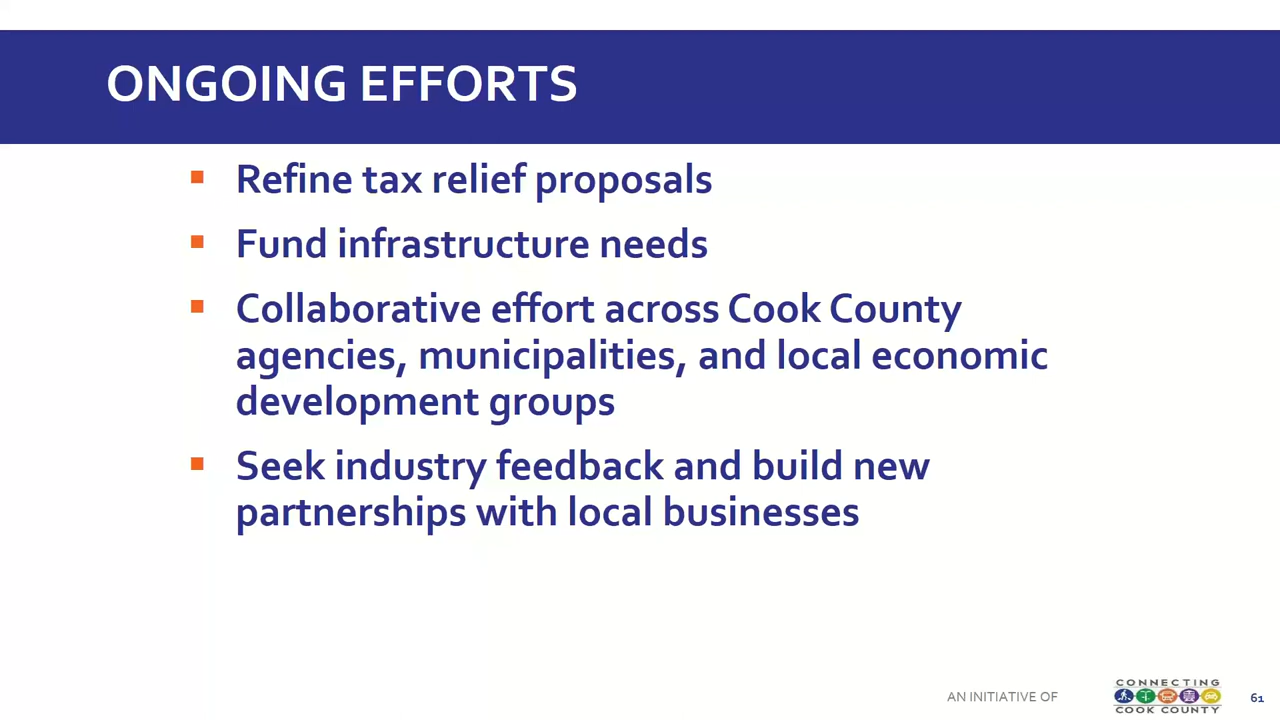 ONGOING EFFORTS
▪ Refine tax relief proposals
▪ Fund infrastructure needs
▪ Collaborative effort across Cook County
agencies, municipalities, and local economic
development groups
▪ Seek industry feedback and build new
partnerships with local businesses
AN INITIATIVE OF
CONNECTING
COOK COUNTY
61